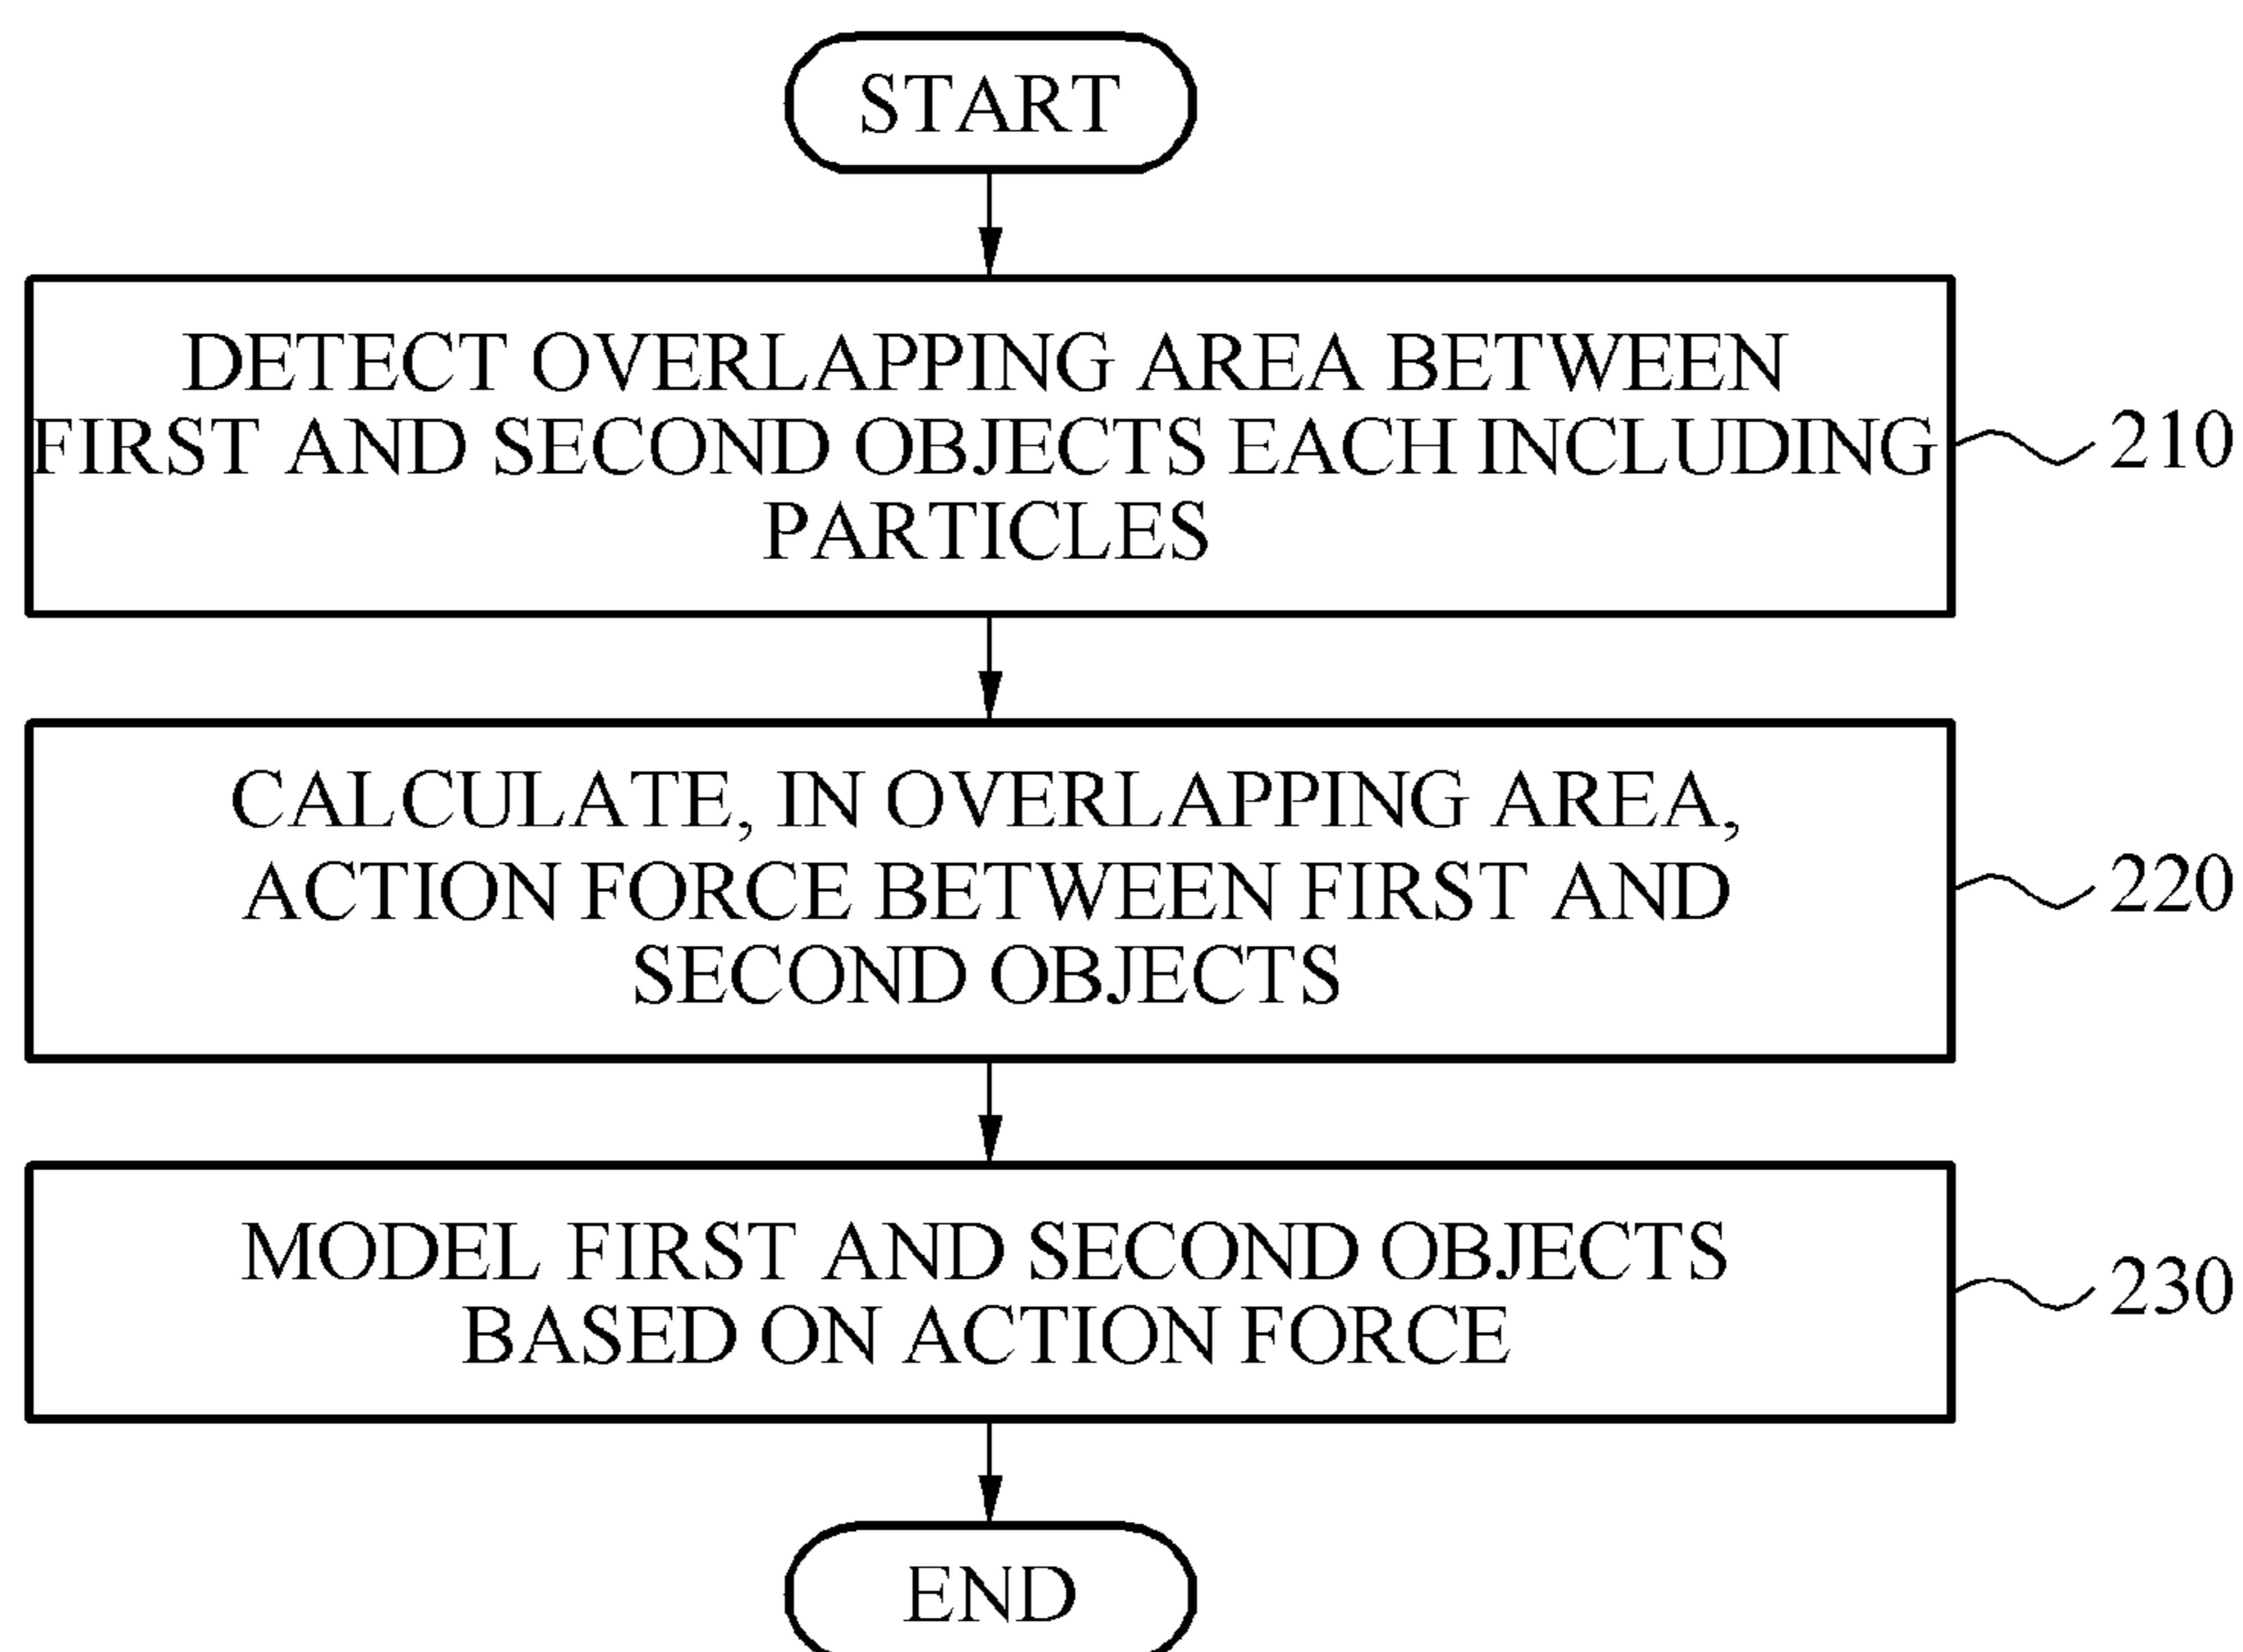 START
DETECT OVERLAPPING AREA BETWEEN
FIRST AND SECOND OBJECTS EACH INCLUDING
PARTICLES
210
CALCULATE, IN OVERLAPPING AREA,
ACTION FORCE BETWEEN FIRST AND
SECOND OBJECTS
220
MODEL FIRST AND SECOND OBJECTS
BASED ON ACTION FORCE
230
END